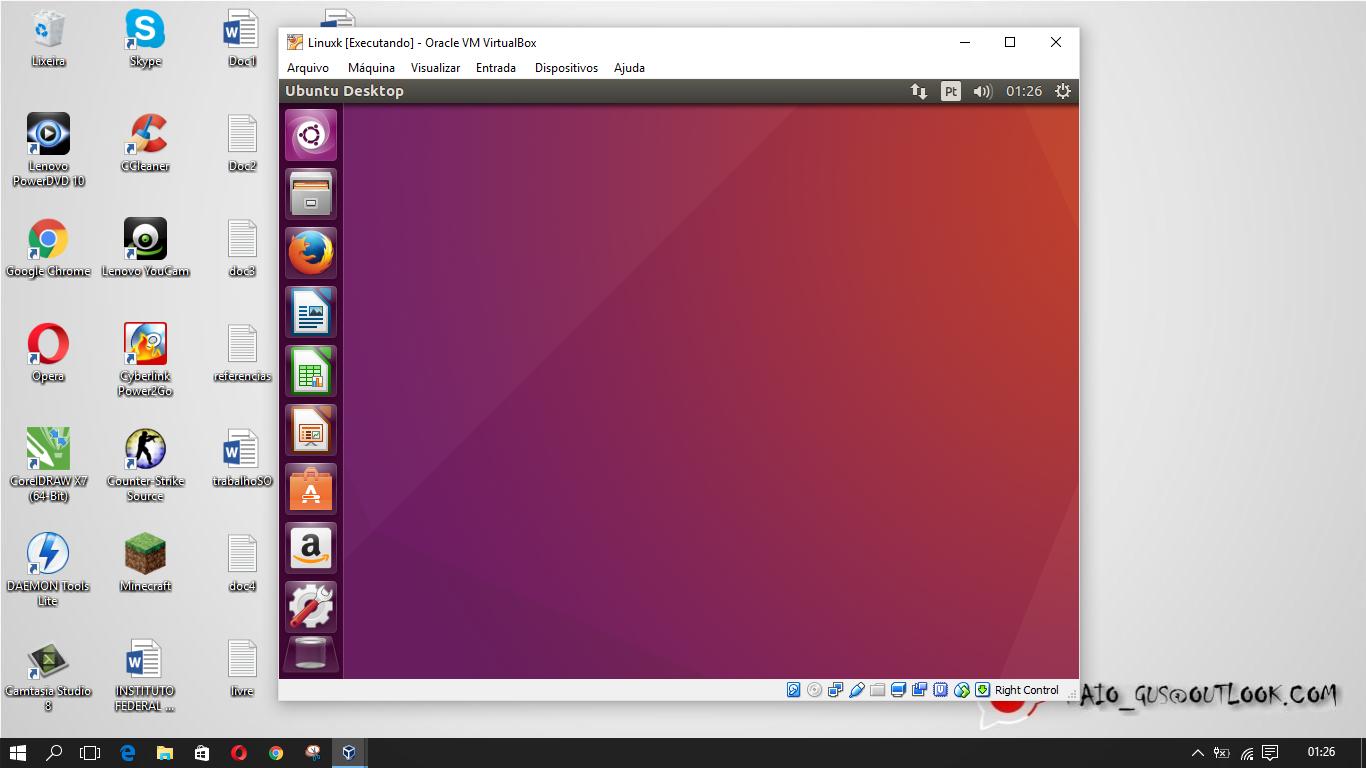 Linuxk [Executando] - Oracle VM VirtualBox
Arquivo Máquina Visualizar Entrada Dispositivos Ajuda
Ubuntu Desktop
Pt
01:26
Lixeira
Skype
Doc1
Lenovo
PowerDVD 10
CCleaner
Doc2
Google Chrome
Lenovo YouCam
doc3
Opera
Cyberlink
Power2Go
referencias
CorelDRAW X7
(64-Bit)
Counter-Strike
Source
trabalhoSO
DAEMON Tools
Lite
Minecraft
doc4
Camtasia Studio
8
INSTITUTO
FEDERAL ...
livre
Right Control
AIO_GUS@OUTLOOK.COM
01:26